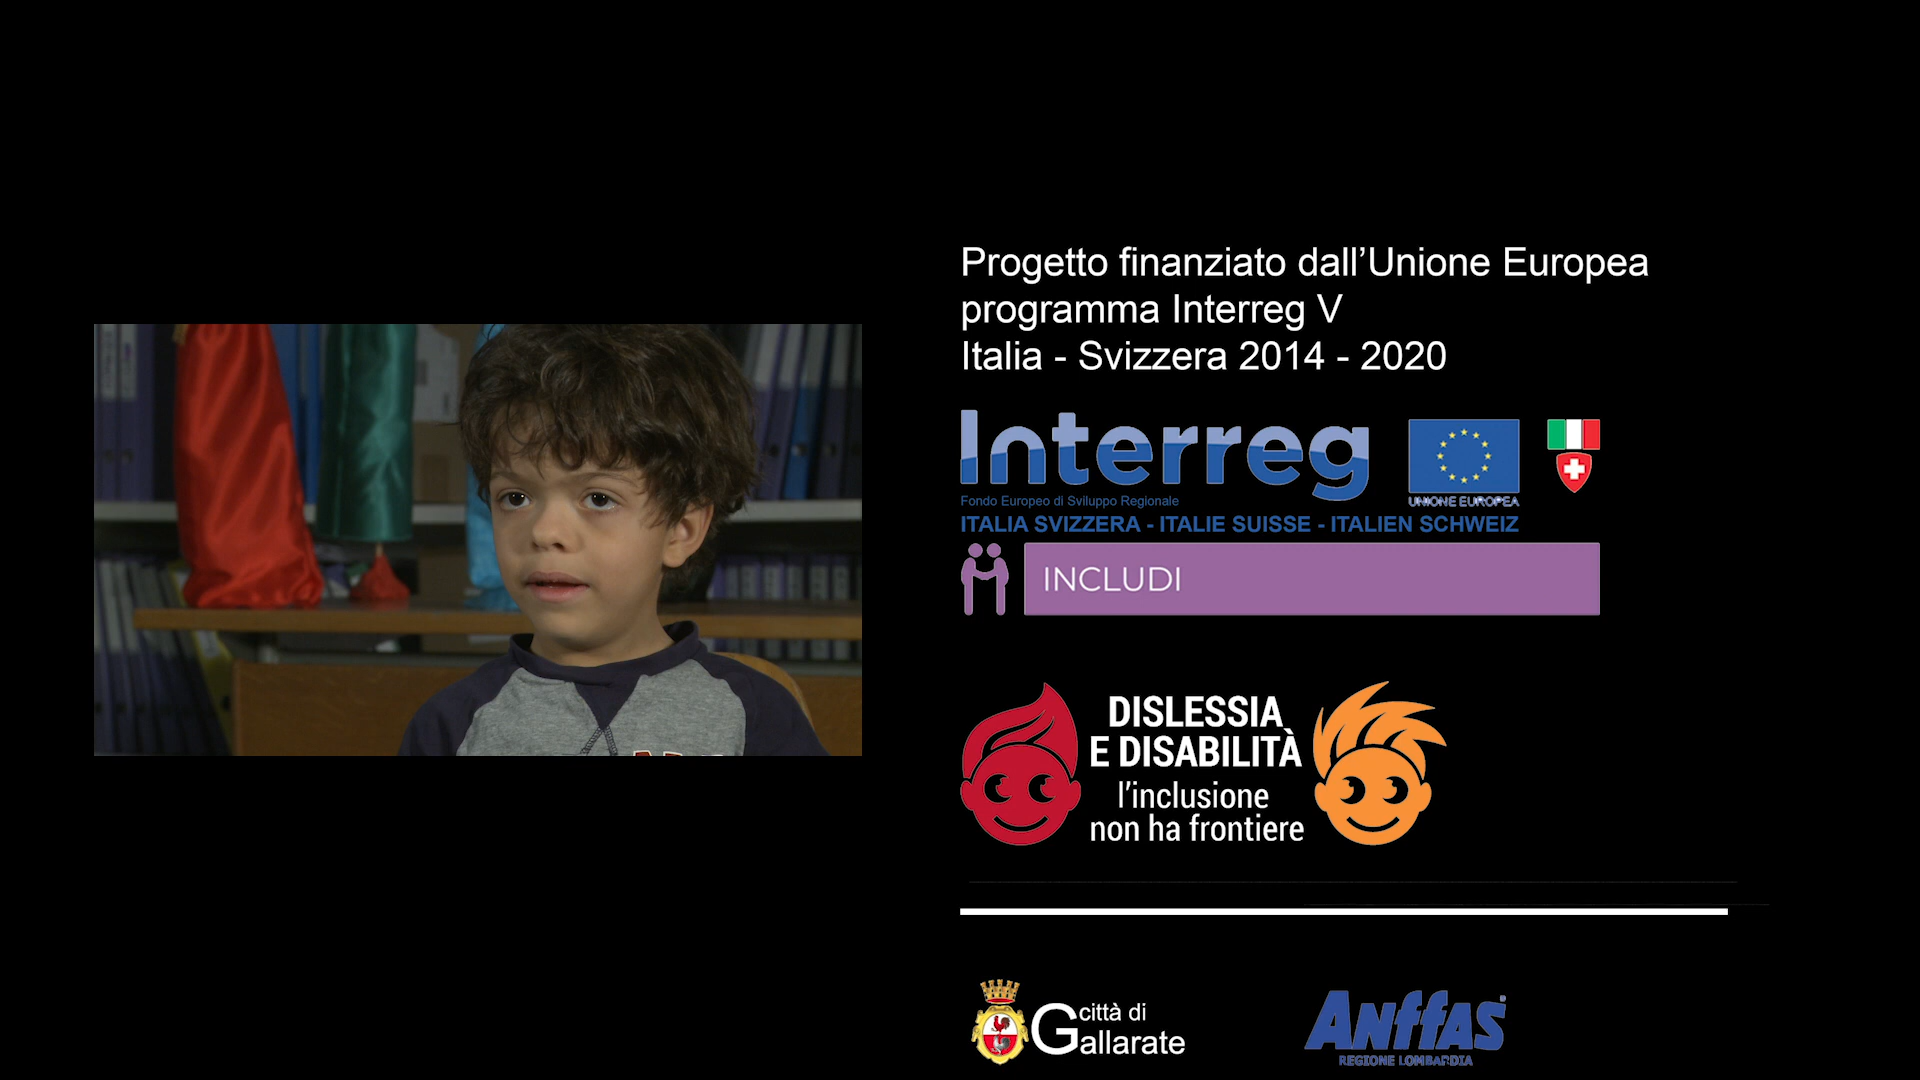 Progetto finanziato dall’Unione Europea
programma Interreg V
Italia - Svizzera 2014 - 2020
Interreg
Fondo Europeo di Sviluppo Regionale
UNIONE EUROPEA
ITALIA SVIZZERA - ITALIE SUISSE - ITALIEN SCHWEIZ
INCLUDI
DISLESSIA
E DISABILITÀ
l’inclusione
non ha frontiere
città di
Gallarate
Anffas®
REGIONE LOMBARDIA